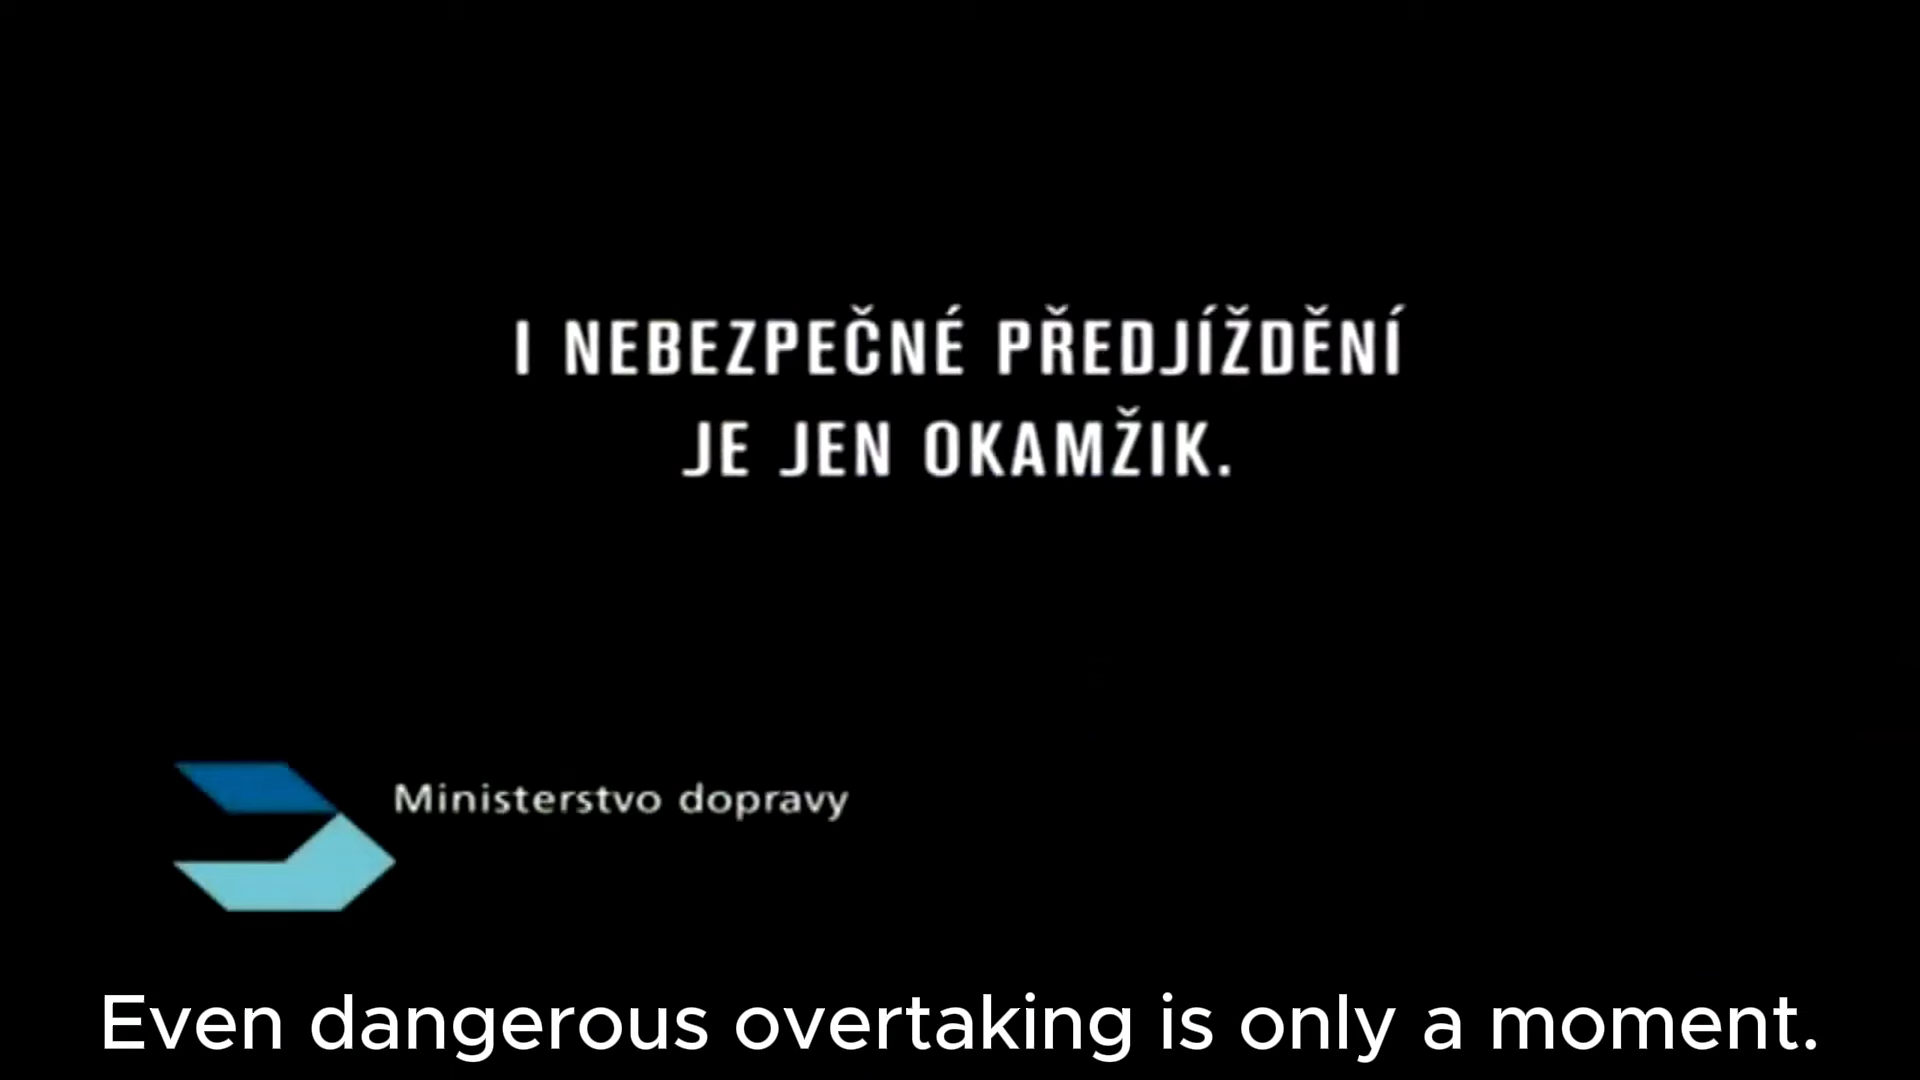 I NEBEZPEČNÉ PŘEDJÍŽDĚNÍ
JE JEN OKAMŽIK.
Ministerstvo dopravy
Even dangerous overtaking is only a moment.